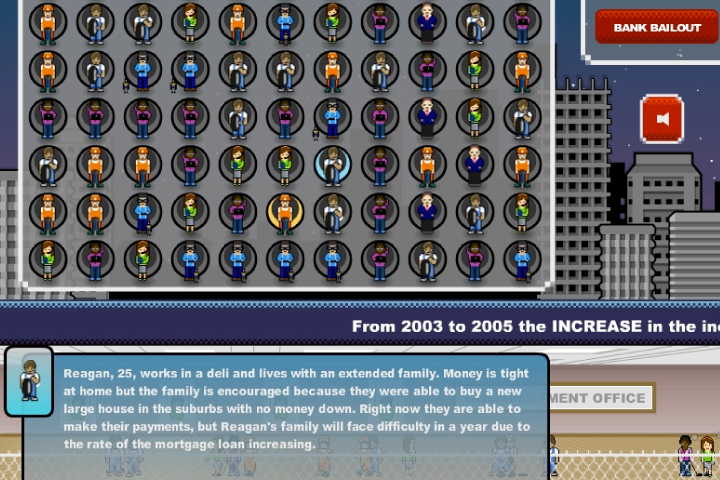 BANK BAILOUT
From 2003 to 2005 the INCREASE in the
Reagan, 25, works in a deli and lives with an extended family. Money is tight
at home but the family is encouraged because they were able to buy a new
large house in the suburbs with no money down. Right now they are able to
make their payments, but Reagan's family will face difficulty in a year due to
the rate of the mortgage loan increasing.
MENT OFFICE